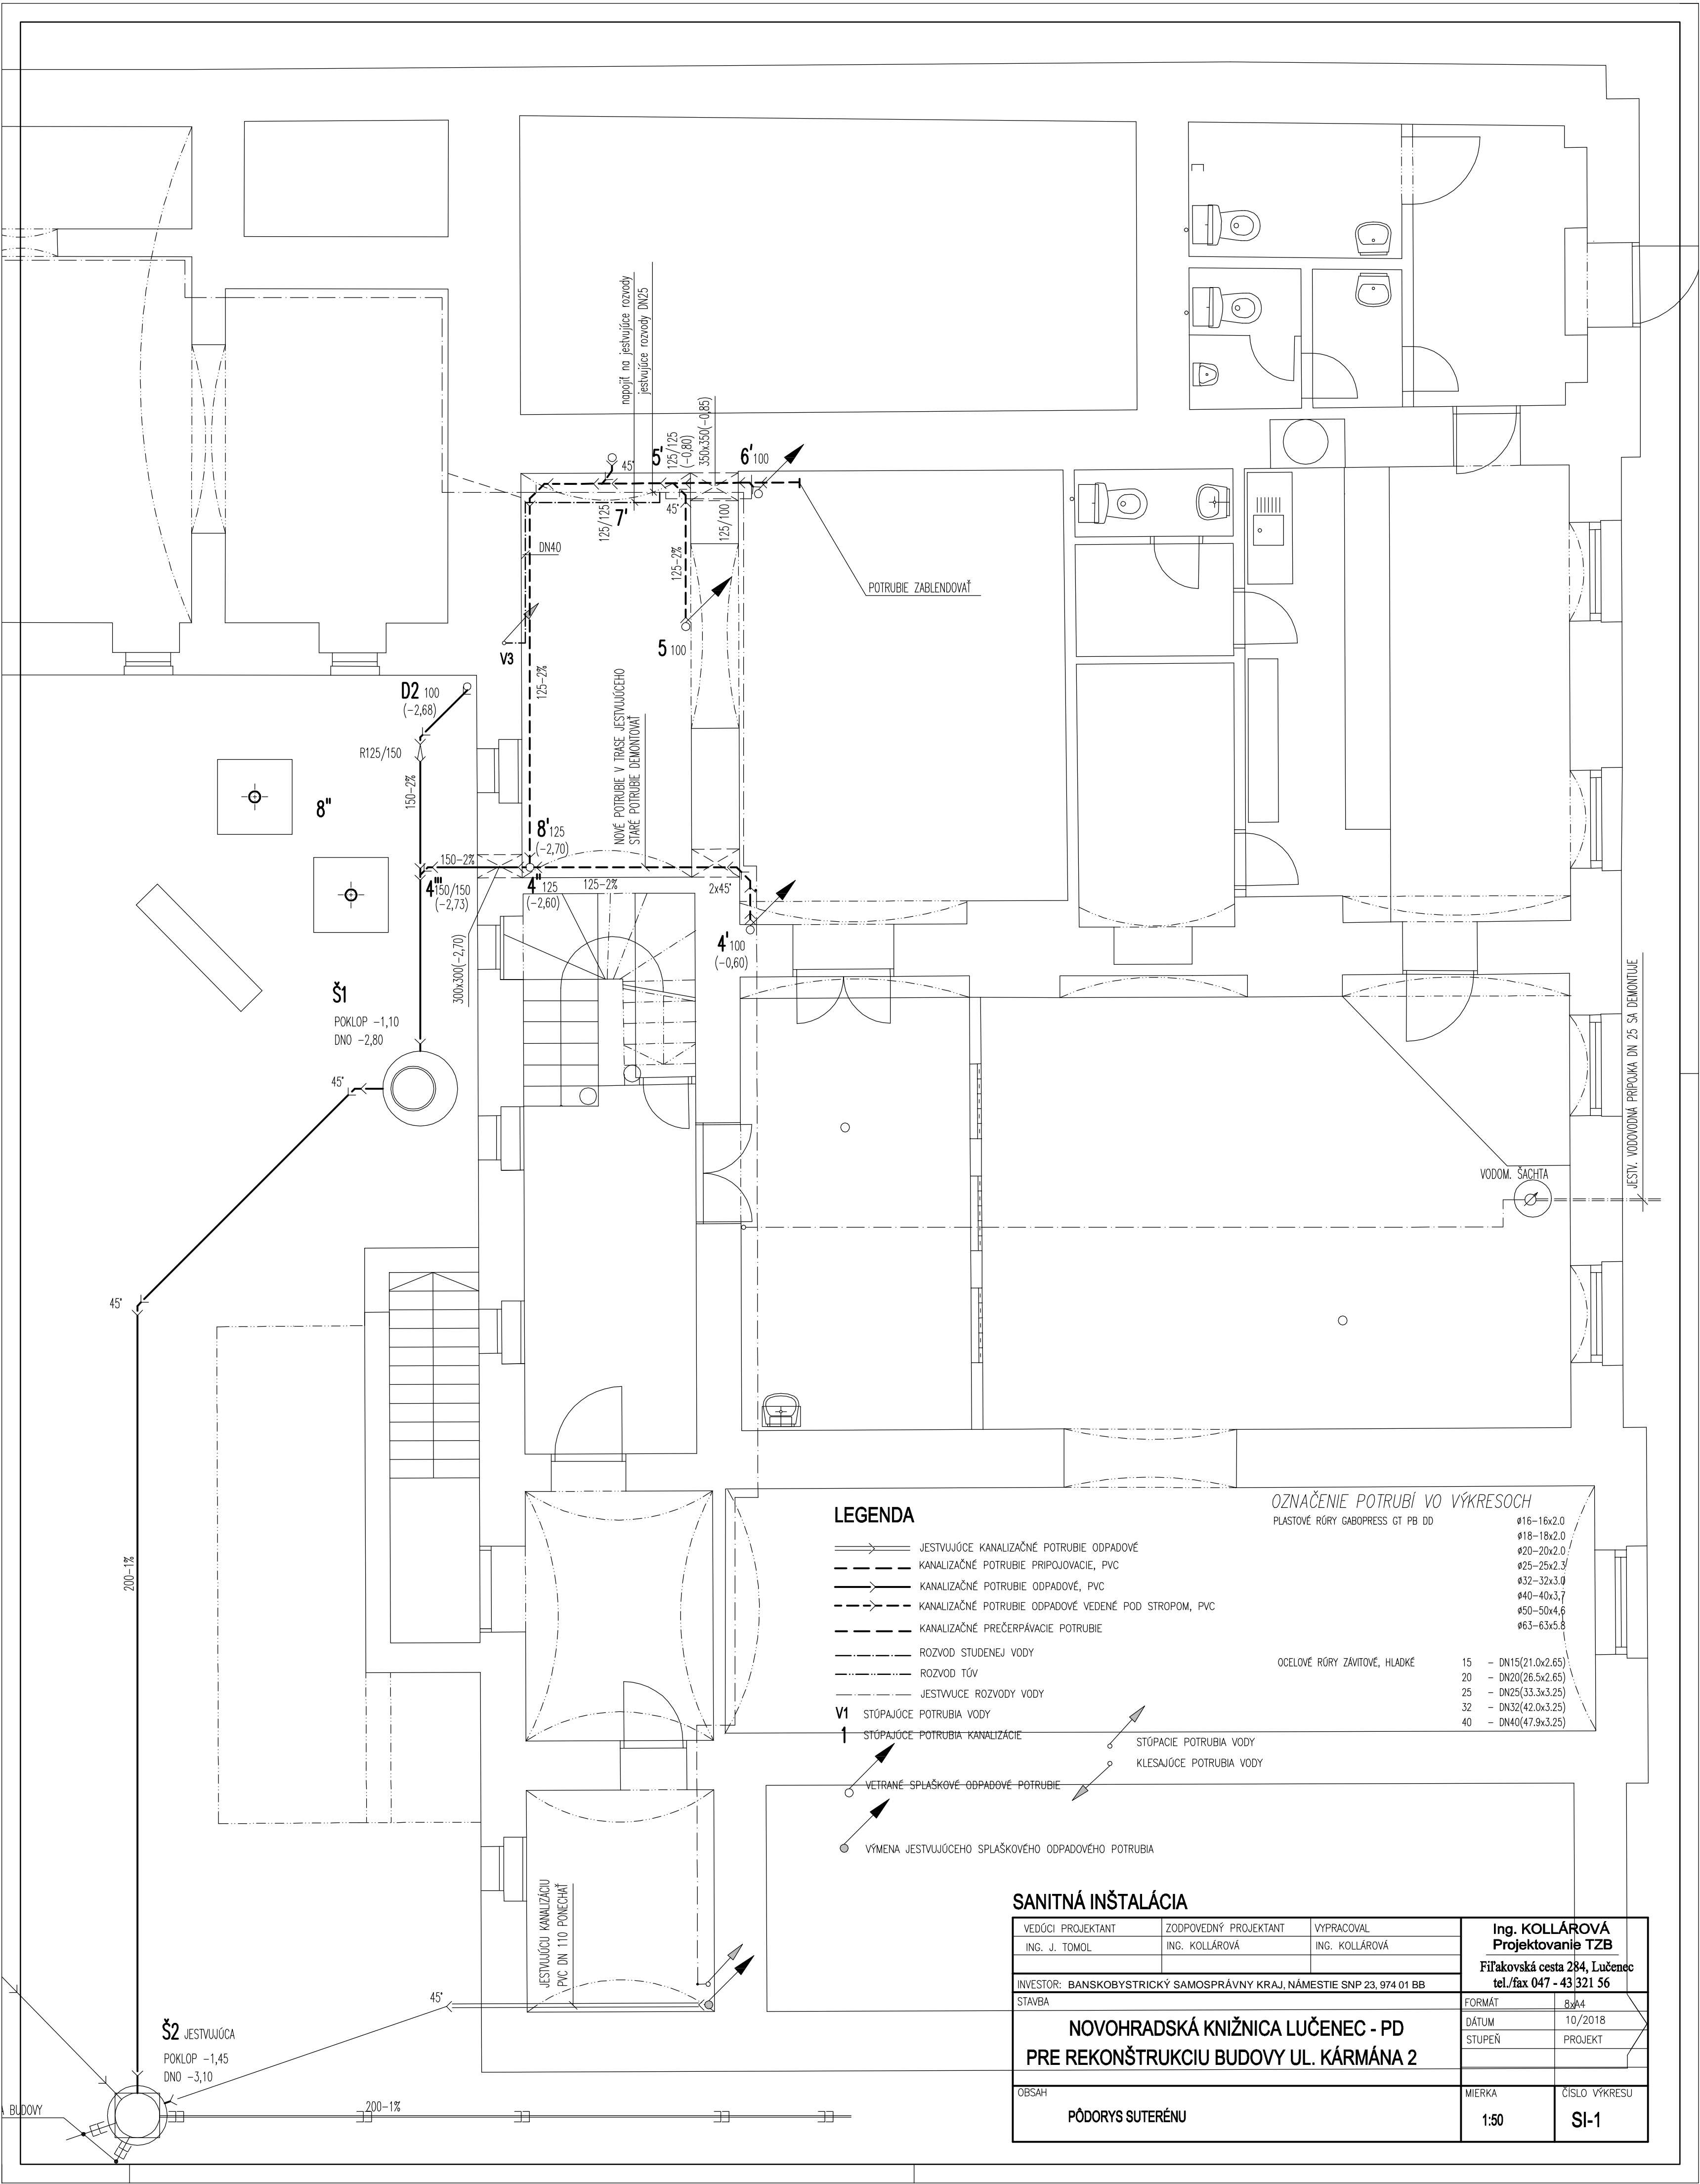 napojiť na jestvujúce rozvody
jestvujúce rozvody DN25
45°
5'
125/125
(-0,80)
350x350(-0,85)
6' 100
125/125
7'
45°
125/100
DN40
125-2%
POTRUBIE ZABLENDOVAŤ
5 100
V3
125-2%
D2 100
(-2,68)
R125/150
150-2%
8"
NOVÉ POTRUBIE V TRASE JESTVUJÚCEHO
STARÉ POTRUBIE DEMONTOVAŤ
8' 125
(-2,70)
150-2%
4''' 150/150
(-2,73)
4" 125
(-2,60)
125-2%
2x45°
4' 100
(-0,60)
300x300(-2,70)
Š1
POKLOP -1,10
DNO -2,80
45°
45°
JESTV. VODOVODNÁ PRÍPOJKA DN 25 SA DEMONTUJE
VODOM. ŠACHTA
200-1%
LEGENDA
JESTVUJÚCE KANALIZAČNÉ POTRUBIE ODPADOVÉ
KANALIZAČNÉ POTRUBIE PRIPOJOVACIE, PVC
KANALIZAČNÉ POTRUBIE ODPADOVÉ, PVC
KANALIZAČNÉ POTRUBIE ODPADOVÉ VEDENÉ POD STROPOM, PVC
KANALIZAČNÉ PREČERPÁVACIE POTRUBIE
ROZVOD STUDENEJ VODY
ROZVOD TÚV
JESTVVUCE ROZVODY VODY
V1 STÚPAJÚCE POTRUBIA VODY
1 STÚPAJÚCE POTRUBIA KANALIZÁCIE
VETRANÉ SPLAŠKOVÉ ODPADOVÉ POTRUBIE
VÝMENA JESTVUJÚCEHO SPLAŠKOVÉHO ODPADOVÉHO POTRUBIA
STÚPACIE POTRUBIA VODY
KLESAJÚCE POTRUBIA VODY
OZNAČENIE POTRUBÍ VO VÝKRESOCH
PLASTOVÉ RÚRY GABOPRESS GT PB DD
ø16-16x2.0
ø18-18x2.0
ø20-20x2.0
ø25-25x2.3
ø32-32x3.0
ø40-40x3,7
ø50-50x4,6
ø63-63x5.8
OCELOVÉ RÚRY ZÁVITOVÉ, HLADKÉ
15 - DN15(21.0x2.65)
20 - DN20(26.5x2.65)
25 - DN25(33.3x3.25)
32 - DN32(42.0x3.25)
40 - DN40(47.9x3.25)
JESTVUJÚCU KANALIZÁCIU
PVC DN 110 PONECHAŤ
45°
Š2 JESTVUJÚCA
POKLOP -1,45
DNO -3,10
A BUDOVY
200-1%
SANITNÁ INŠTALÁCIA
VEDÚCI PROJEKTANT ZODPOVEDNÝ PROJEKTANT VYPRACOVAL
ING. J. TOMOL ING. KOLLÁROVÁ ING. KOLLÁROVÁ
Ing. KOLLÁROVÁ
Projektovanie TZB
Fiľakovská cesta 284, Lučenec
tel./fax 047 - 43 321 56
INVESTOR: BANSKOBYSTRICKÝ SAMOSPRÁVNY KRAJ, NÁMESTIE SNP 23, 974 01 BB
STAVBA
NOVOHRADSKÁ KNIŽNICA LUČENEC - PD
PRE REKONŠTRUKCIU BUDOVY UL. KÁRMÁNA 2
FORMÁT 8xA4
DÁTUM 10/2018
STUPEŇ PROJEKT
OBSAH
PÔDORYS SUTERÉNU
MIERKA
1:50
ČÍSLO VÝKRESU
SI-1